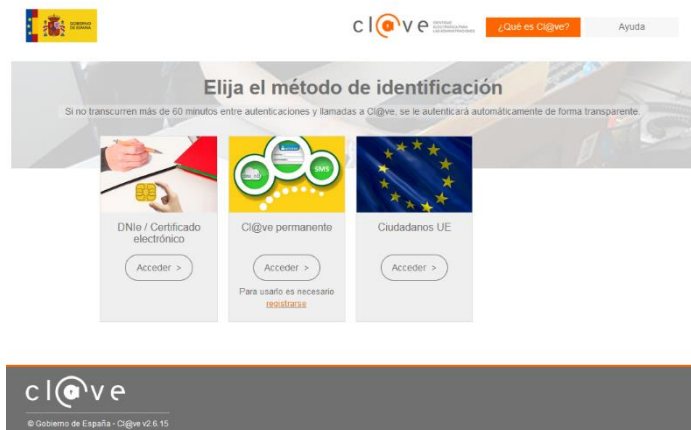 GOBIERNO
DE ESPAÑA
cl@ve
¿Qué es Cl@ve?
Ayuda
Elija el método de identificación
Si no transcurren más de 60 minutos entre autenticaciones y llamadas a Cl@ve, se le autenticará automáticamente de forma transparente.
SMS
DNIe / Certificado
electrónico
Acceder >
Cl@ve permanente
Acceder >
Para usarlo es necesario
registrarse
Ciudadanos UE
Acceder >
cl@ve
© Gobierno de España - Cl@ve v2.6.15